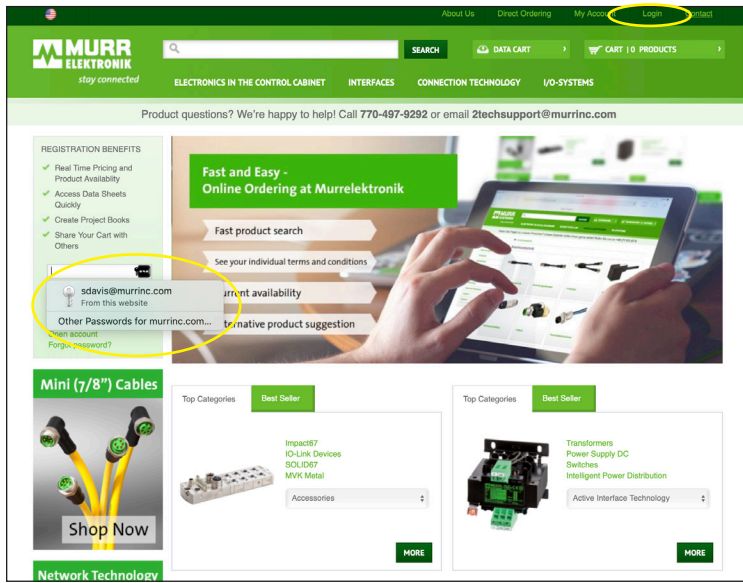 About Us Direct Ordering My Account Login Contact
MURR
ELEKTRONIK
stay connected
SEARCH
DATA CART
CART | 0 PRODUCTS
ELECTRONICS IN THE CONTROL CABINET INTERFACES CONNECTION TECHNOLOGY I/O-SYSTEMS
Product questions? We're happy to help! Call 770-497-9292 or email 2techsupport@murrinc.com
REGISTRATION BENEFITS
Real Time Pricing and
Product Availablity
Access Data Sheets
Quickly
Create Project Books
Share Your Cart with
Others
sdavis@murrinc.com
From this website
Other Passwords for murrinc.com...
Open account
Forgot password?
Fast and Easy -
Online Ordering at Murrelektronik
Fast product search
See your individual terms and conditions
urrent availability
ternative product suggestion
Mini (7/8") Cables
Shop Now
Network Technology
Top Categories Best Seller
Impact67
IO-Link Devices
SOLID67
MVK Metal
Accessories
MORE
Top Categories Best Seller
Transformers
Power Supply DC
Switches
Intelligent Power Distribution
Active Interface Technology
MORE